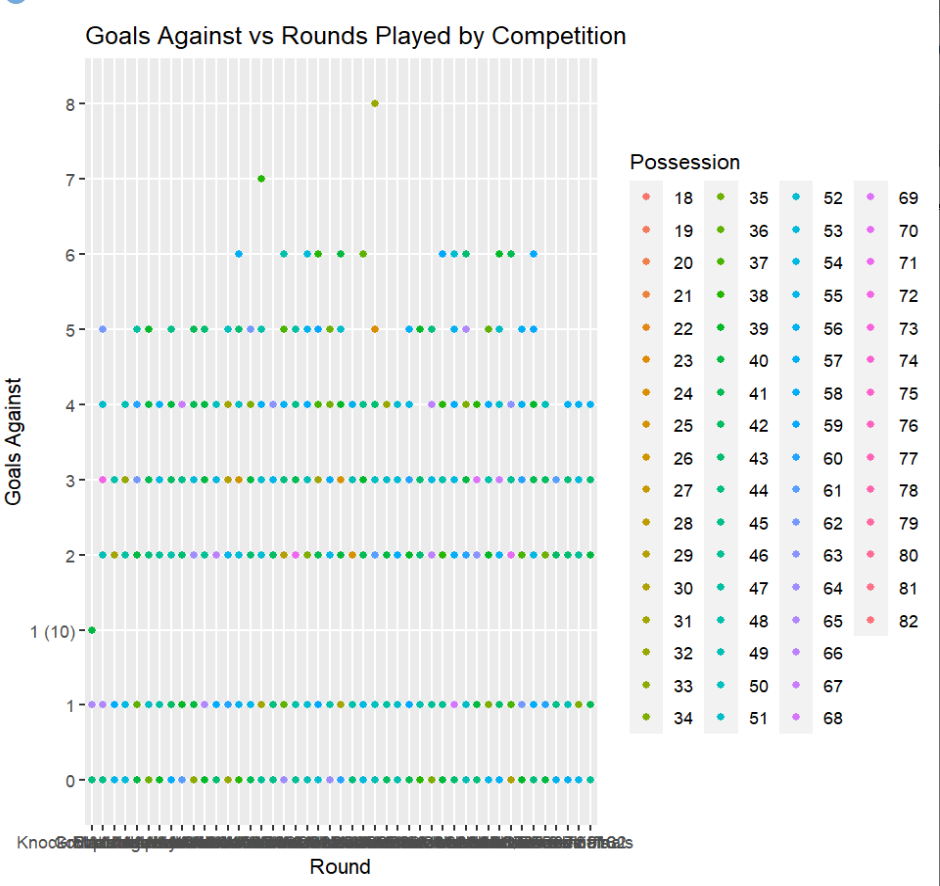 Goals Against vs Rounds Played by Competition
8
7
6
5
4
3
2
1 (10)
1
0
Goals Against
Round
Possession
18 35 52 69
19 36 53 70
20 37 54 71
21 38 55 72
22 39 56 73
23 40 57 74
24 41 58 75
25 42 59 76
26 43 60 77
27 44 61 78
28 45 62 79
29 46 63 80
30 47 64 81
31 48 65 82
32 49 66
33 50 67
34 51 68